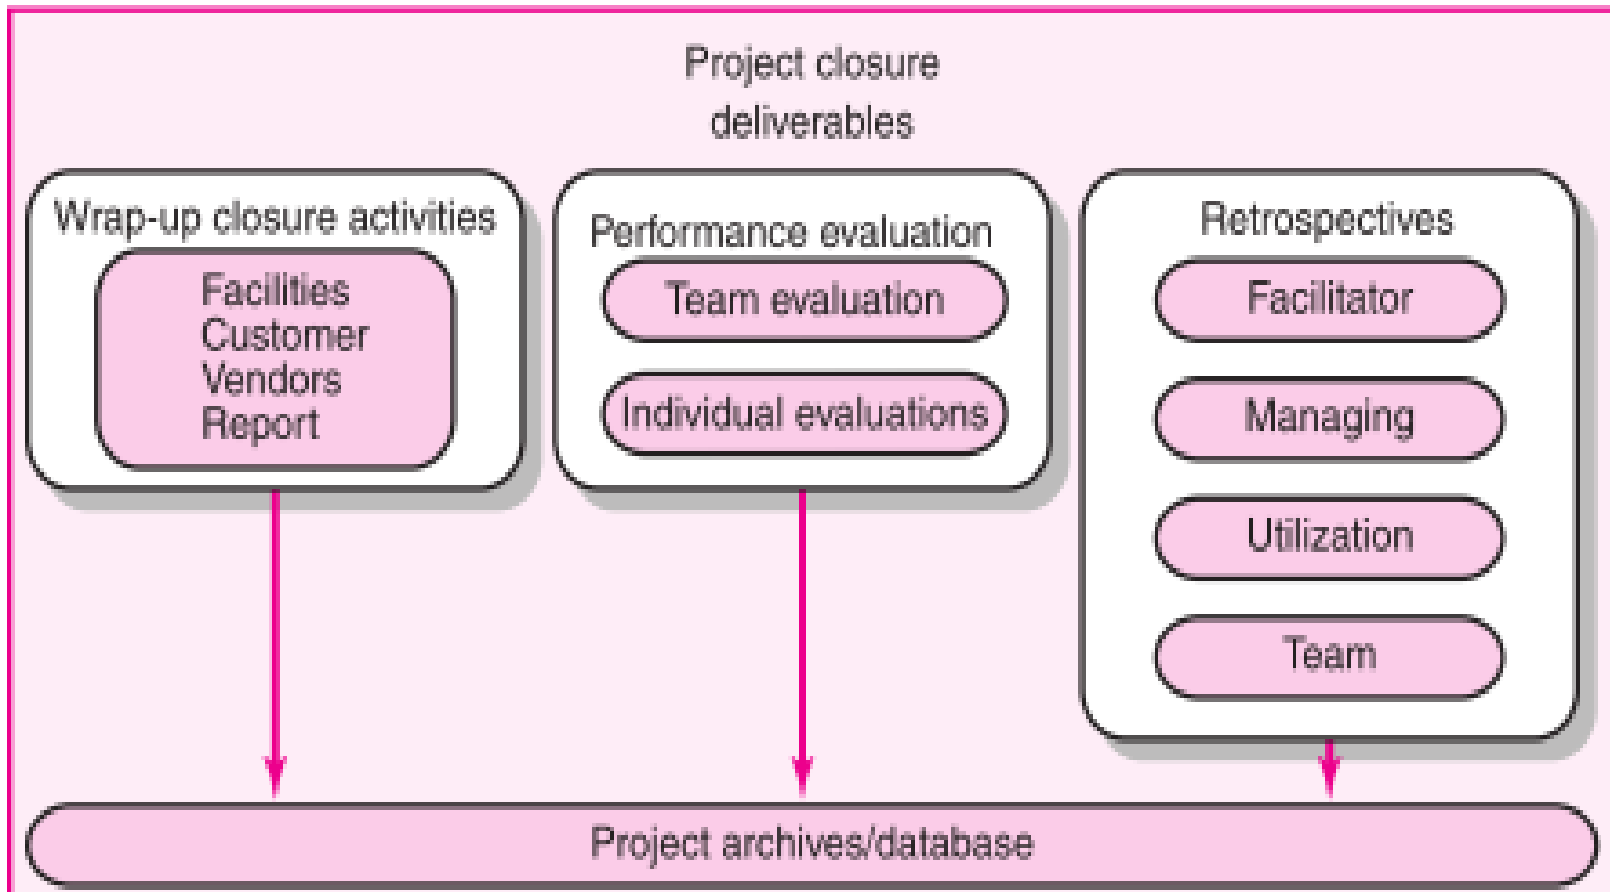 Project closure
deliverables
Wrap-up closure activities
Facilities
Customer
Vendors
Report
Performance evaluation
Team evaluation
Individual evaluations
Retrospectives
Facilitator
Managing
Utilization
Team
Project archives/database